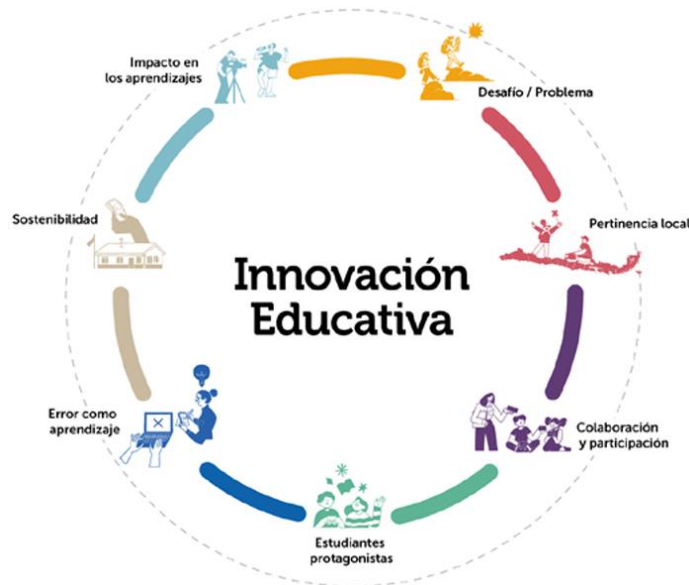 Impacto en
los aprendizajes
Desafío / Problema
Sostenibilidad
Pertinencia local
Innovación
Educativa
Error como
aprendizaje
Colaboración
y participación
Estudiantes
protagonistas